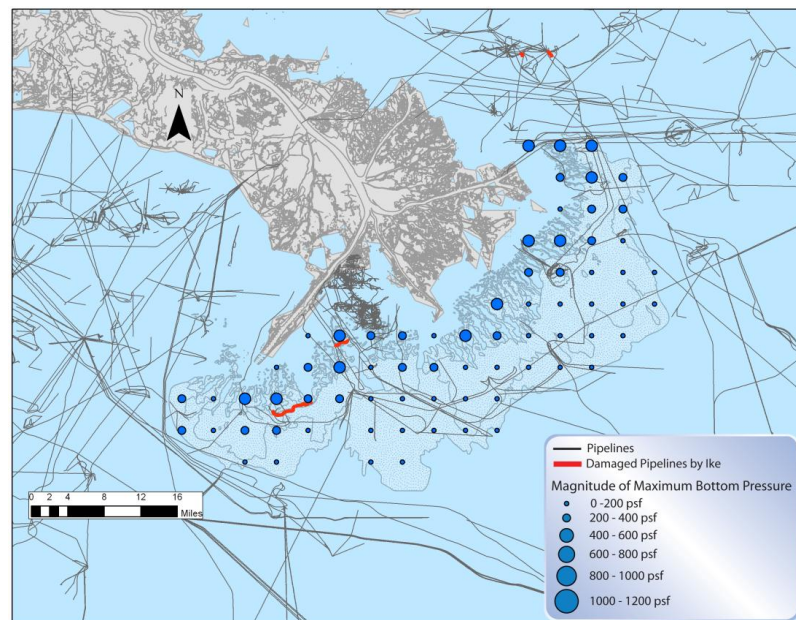 N
0 2 4 8 12 16
Miles
Pipelines
Damaged Pipelines by Ike
Magnitude of Maximum Bottom Pressure
0 -200 psf
200 - 400 psf
400 - 600 psf
600 - 800 psf
800 - 1000 psf
1000 - 1200 psf